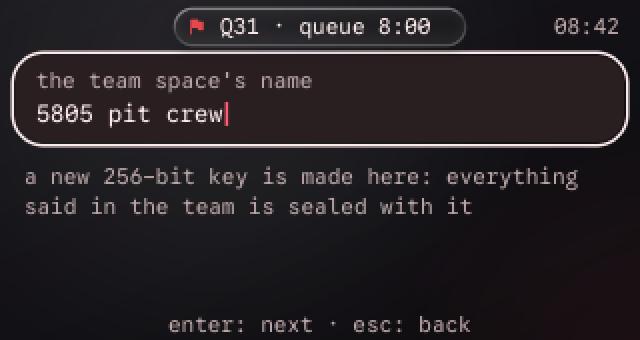 Q31 · queue 8:00
08:42
the team space's name
5805 pit crew
a new 256-bit key is made here: everything
said in the team is sealed with it
enter: next · esc: back